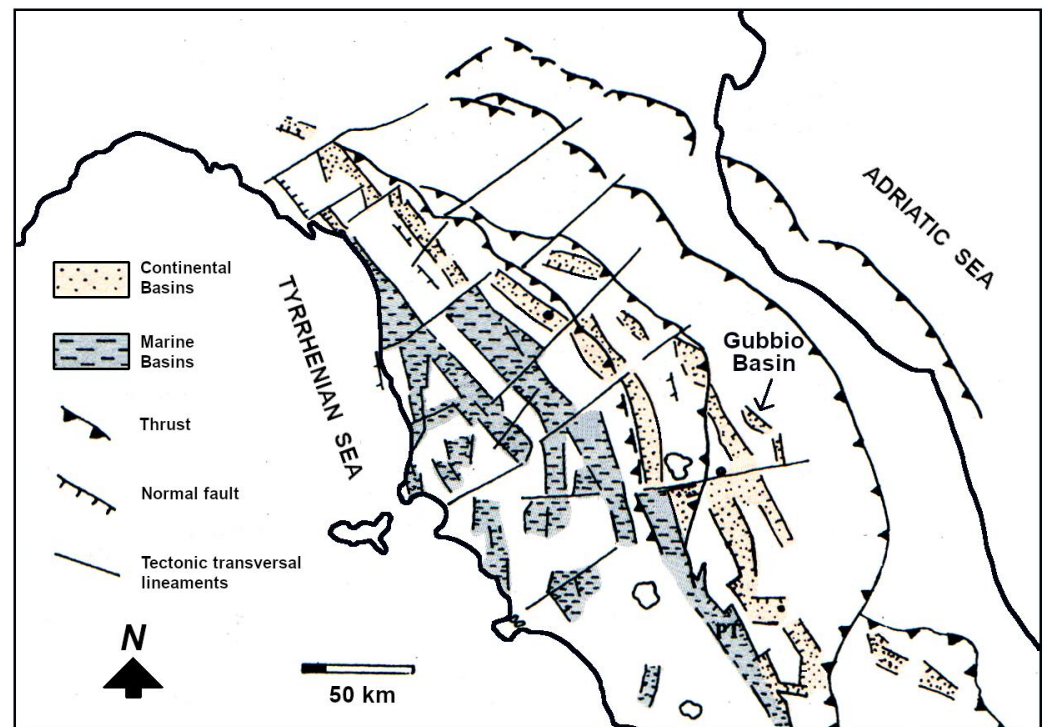 ADRIATIC SEA
TYRRHENIAN SEA
Continental
Basins
Marine
Basins
Thrust
Normal fault
Tectonic transversal
lineaments
Gubbio
Basin
PT
N
50 km